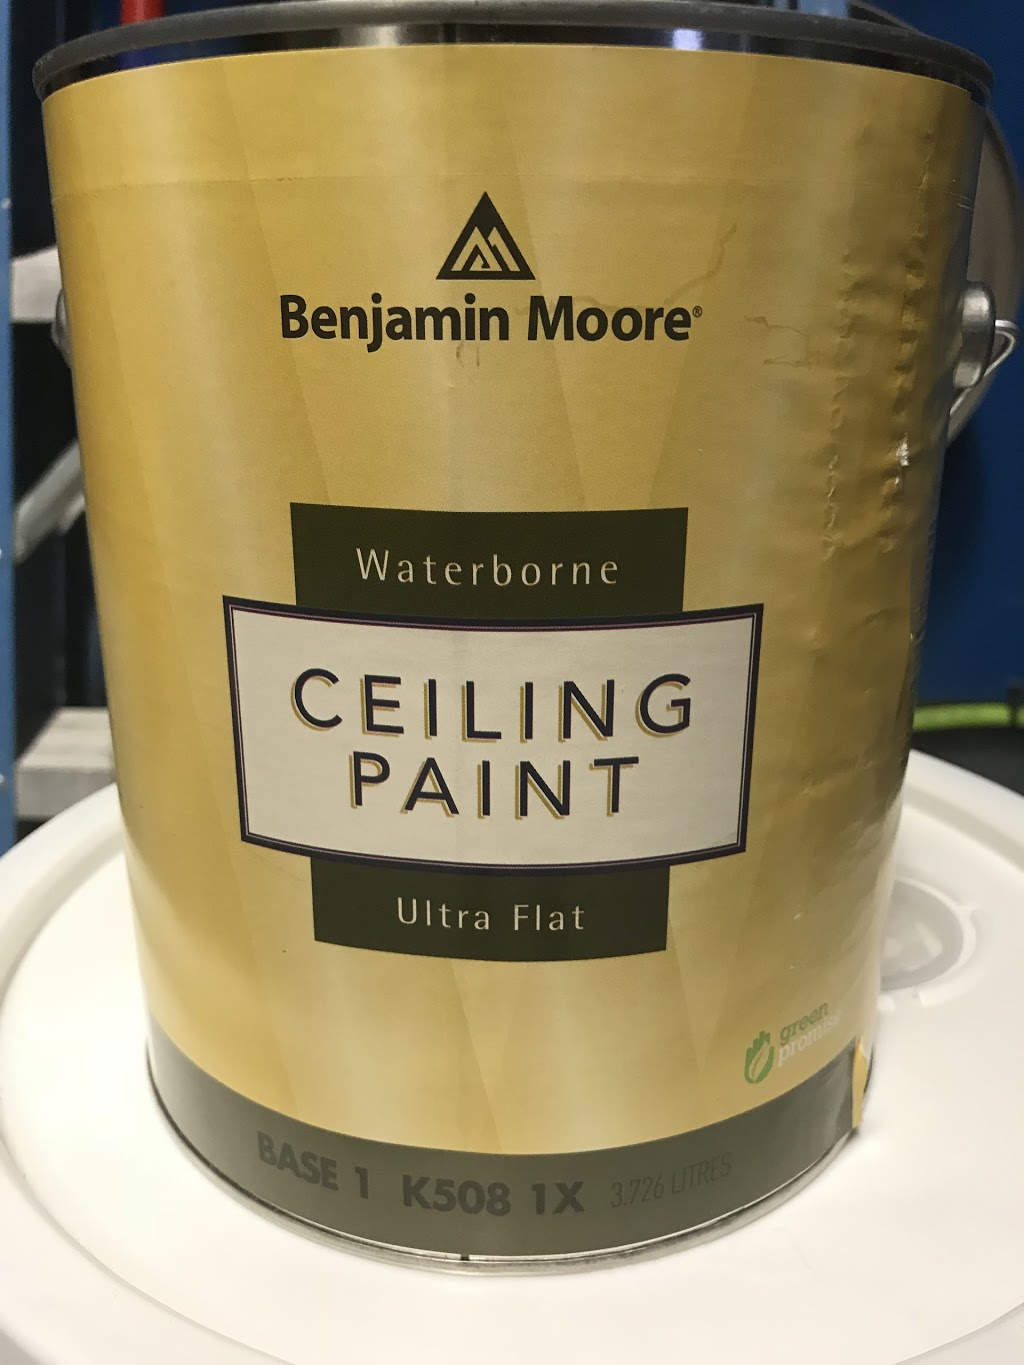 Benjamin Moore®
Waterborne
CEILING
PAINT
Ultra Flat
green
promise
BASE 1 K508 1X 3.726 LITRES